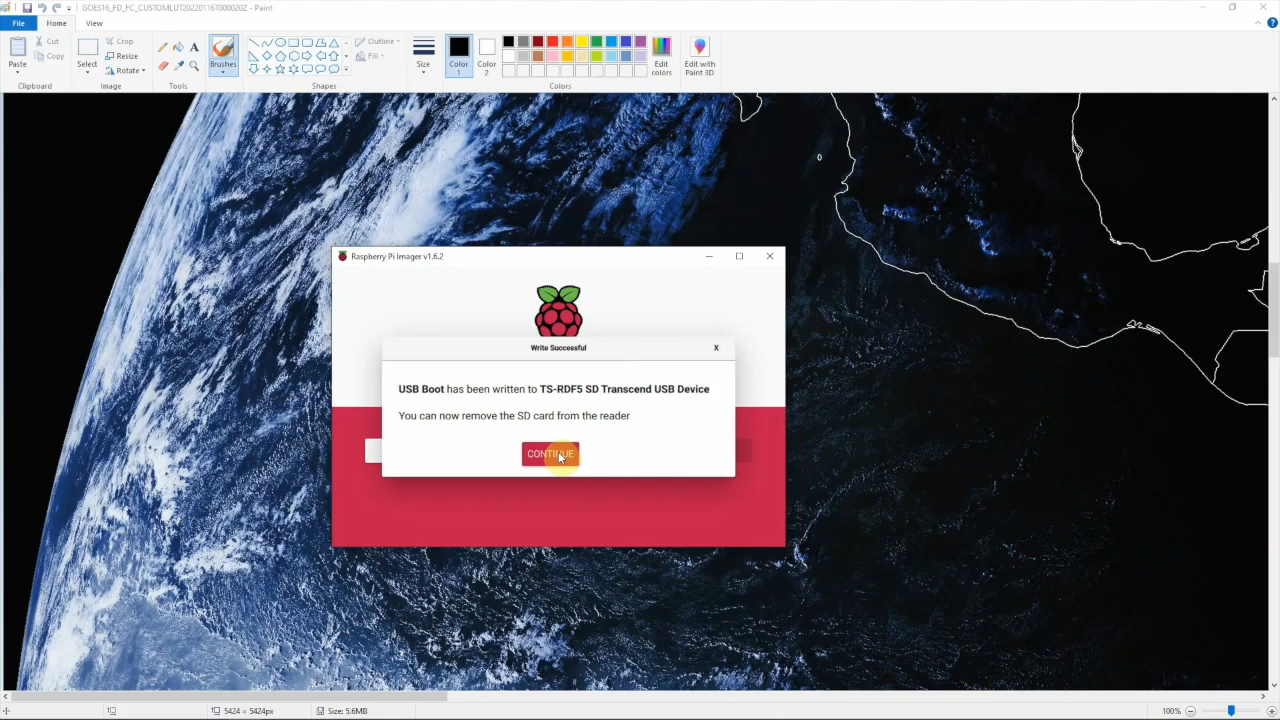 GOES16_FD_FC_CUSTOMLUT20220116T000020Z - Paint
File
Home
View
Paste
Cut
Copy
Clipboard
Select
Crop
Resize
Rotate
Image
A
Tools
Brushes
Shapes
Outline
Fill
Size
Color
1
Color
2
Colors
Edit
colors
Edit with
Paint 3D
Raspberry Pi Imager v1.6.2
Write Successful
X
USB Boot has been written to TS-RDF5 SD Transcend USB Device
You can now remove the SD card from the reader
CONTINUE
5424 × 5424px
Size: 5.6MB
100%